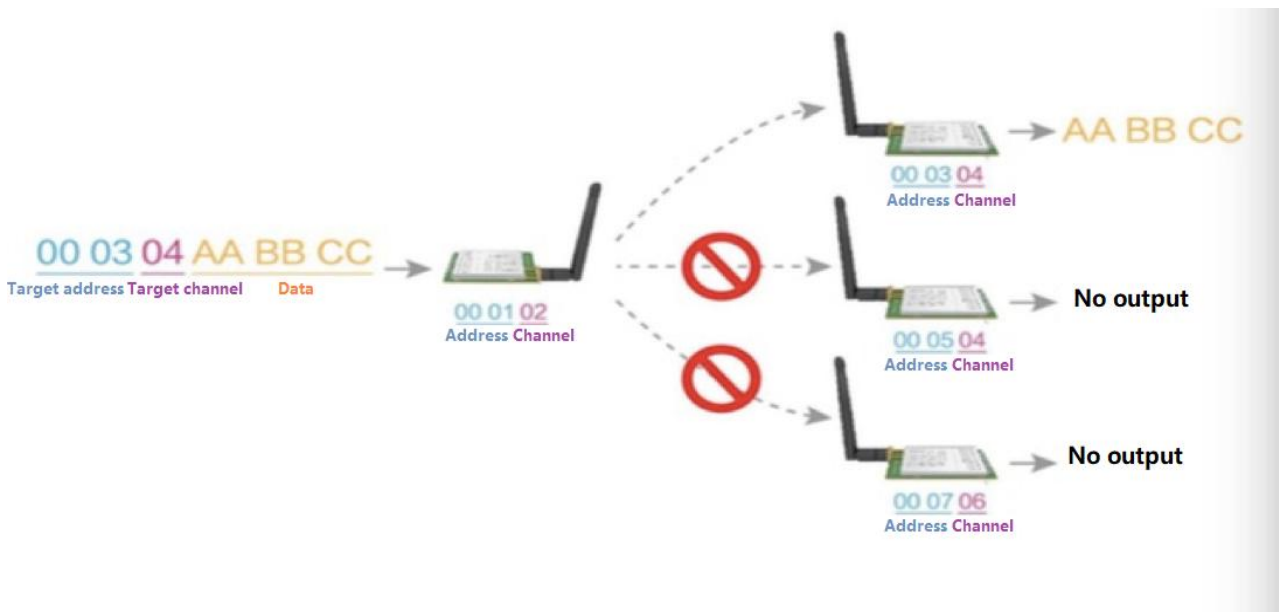 00 03 04 AA BB CC
Target address Target channel Data
00 01 02
Address Channel
00 03 04
Address Channel
AA BB CC
00 05 04
Address Channel
No output
00 07 06
Address Channel
No output